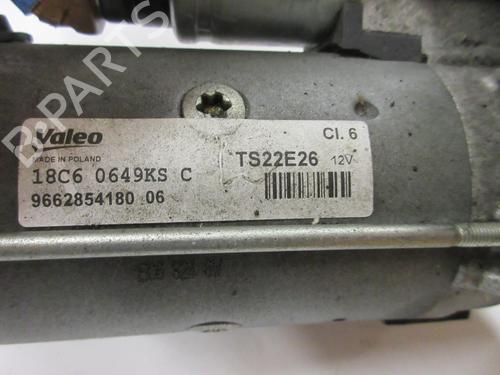 B-PARTS
Valeo
MADE IN POLAND
Cl. 6
TS22E26 12V
18C6 0649KS C
9662854180 06